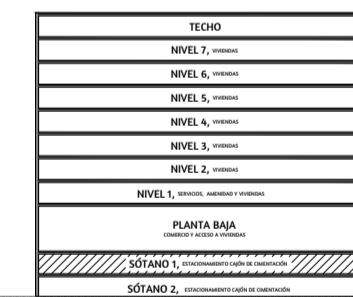 TECHO
NIVEL 7, VIVIENDAS
NIVEL 6, VIVIENDAS
NIVEL 5, VIVIENDAS
NIVEL 4, VIVIENDAS
NIVEL 3, VIVIENDAS
NIVEL 2, VIVIENDAS
NIVEL 1, SERVICIOS, AMENIDAD Y VIVIENDAS
PLANTA BAJA
COMERCIO Y ACCESO A VIVIENDAS
SÓTANO 1, ESTACIONAMIENTO CAJÓN DE CIMENTACIÓN
SÓTANO 2, ESTACIONAMIENTO CAJÓN DE CIMENTACIÓN